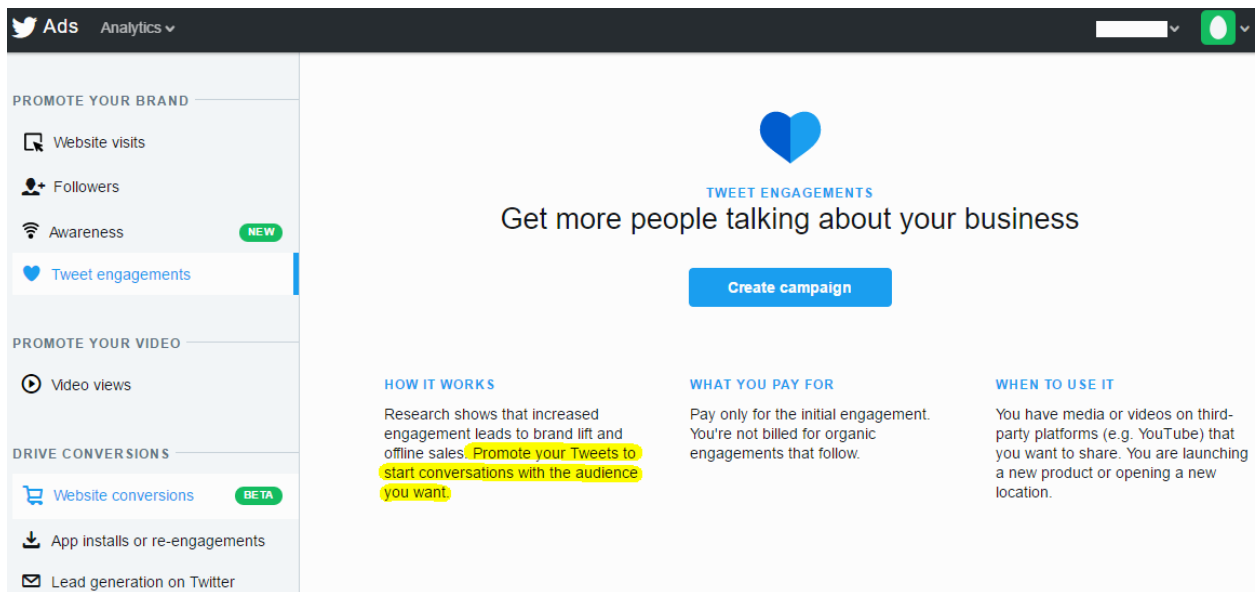 Ads Analytics
PROMOTE YOUR BRAND
Website visits
Followers
Awareness NEW
Tweet engagements
PROMOTE YOUR VIDEO
Video views
DRIVE CONVERSIONS
Website conversions BETA
App installs or re-engagements
Lead generation on Twitter
TWEET ENGAGEMENTS
Get more people talking about your business
Create campaign
HOW IT WORKS
Research shows that increased
engagement leads to brand lift and
offline sales. Promote your Tweets to
start conversations with the audience
you want.
WHAT YOU PAY FOR
Pay only for the initial engagement.
You're not billed for organic
engagements that follow.
WHEN TO USE IT
You have media or videos on third-
party platforms (e.g. YouTube) that
you want to share. You are launching
a new product or opening a new
location.